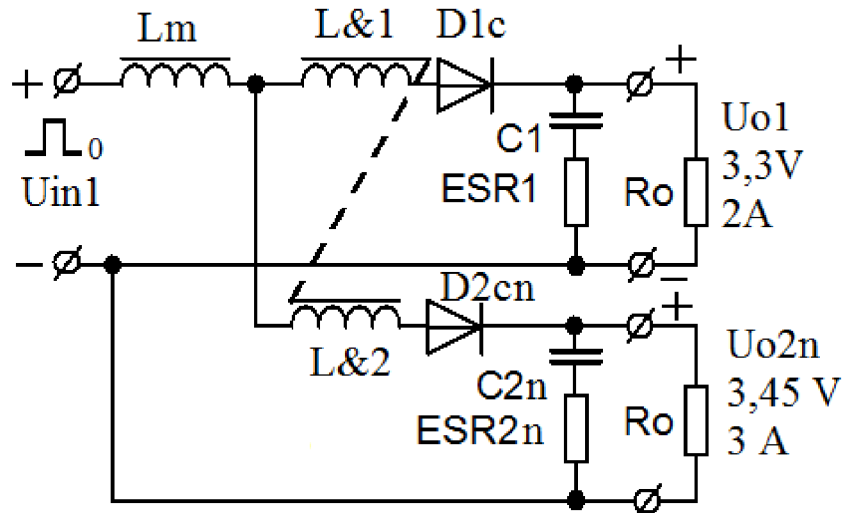 Lm
L&1
D1c
+
+
0
Uin1
C1
ESR1
Ro
Uo1
3,3V
2A
−
−
+
D2cn
L&2
C2n
ESR2n
Ro
Uo2n
3,45 V
3 A